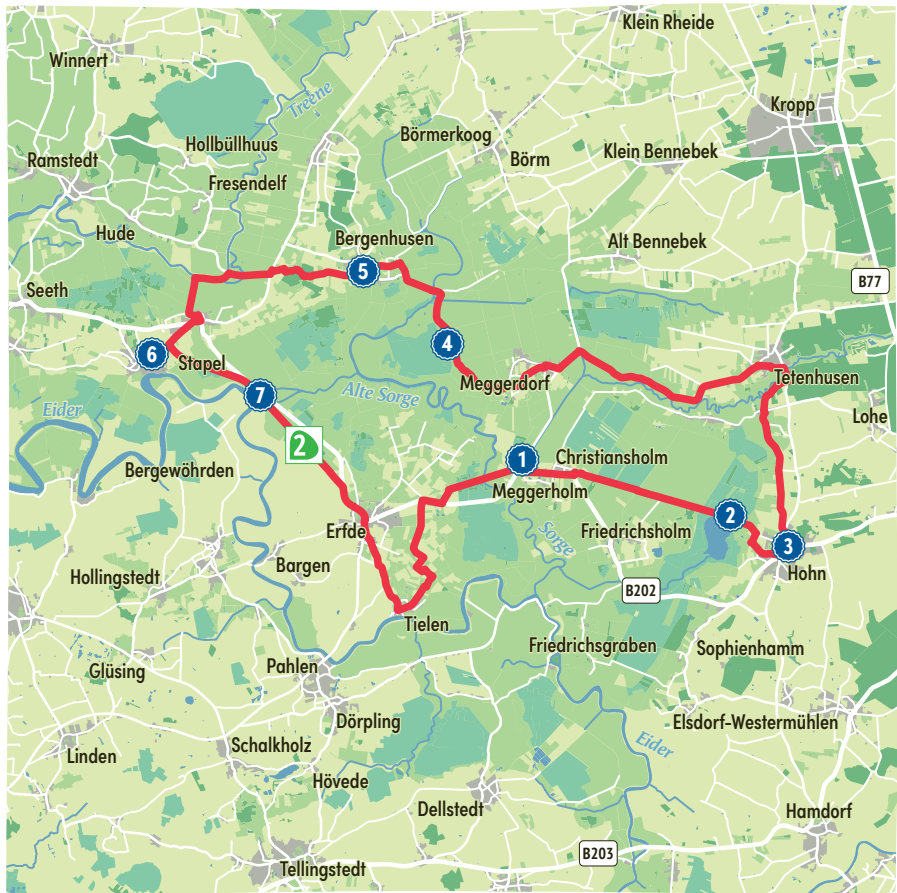 Klein Rheide
Winnert
Treene
Kropp
Börmerkoog
Hollbüllhuus
Börm
Klein Bennebek
Ramstedt
Fresendelf
Hude
Bergenhusen
Alt Bennebek
5
B77
Seeth
4
6
Stapel
Meggerdorf
Tetenhusen
7
Alte Sorge
Eider
Lohe
2
1
Christiansholm
Bergewöhrden
Meggerholm
2
Erfde
Sorge
Friedrichsholm
3
Bargen
Hohn
Hollingstedt
B202
Tielen
Friedrichsgraben
Sophienhamm
Glüsing
Pahlen
Dörpling
Elsdorf-Westermühlen
Schalkholz
Eider
Linden
Hövede
Dellstedt
Hamdorf
B203
Tellingstedt